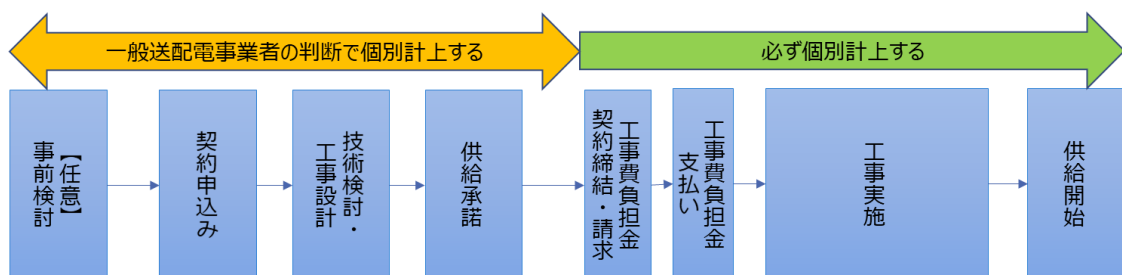 一般送配電事業者の判断で個別計上する
必ず個別計上する
【任意】
事前検討
契約申込み
技術検討・
工事設計
供給承諾
工事費負担金
契約締結・請求
工事費負担金
支払い
工事実施
供給開始